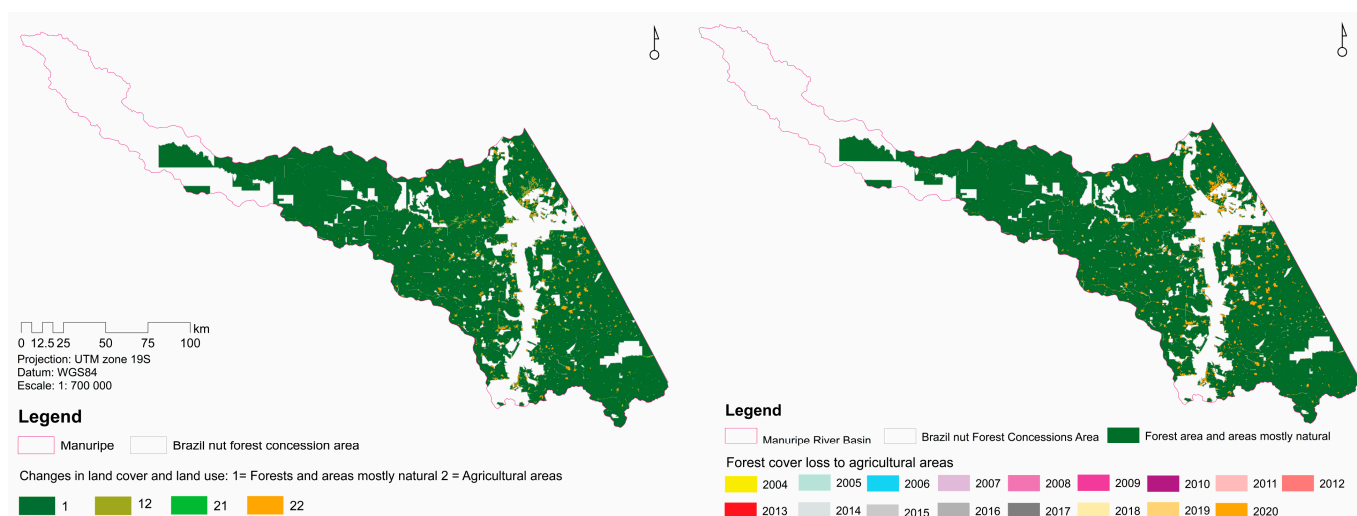 km
0 12.5 25 50 75 100
Projection: UTM zone 19S
Datum: WGS84
Escale: 1: 700 000
Legend
Manuripe
Brazil nut forest concession area
Changes in land cover and land use: 1= Forests and areas mostly natural 2 = Agricultural areas
1 12 21 22
Legend
Manuripe River Basin
Brazil nut Forest Concessions Area
Forest area and areas mostly natural
Forest cover loss to agricultural areas
2004 2005 2006 2007 2008 2009 2010 2011 2012
2013 2014 2015 2016 2017 2018 2019 2020